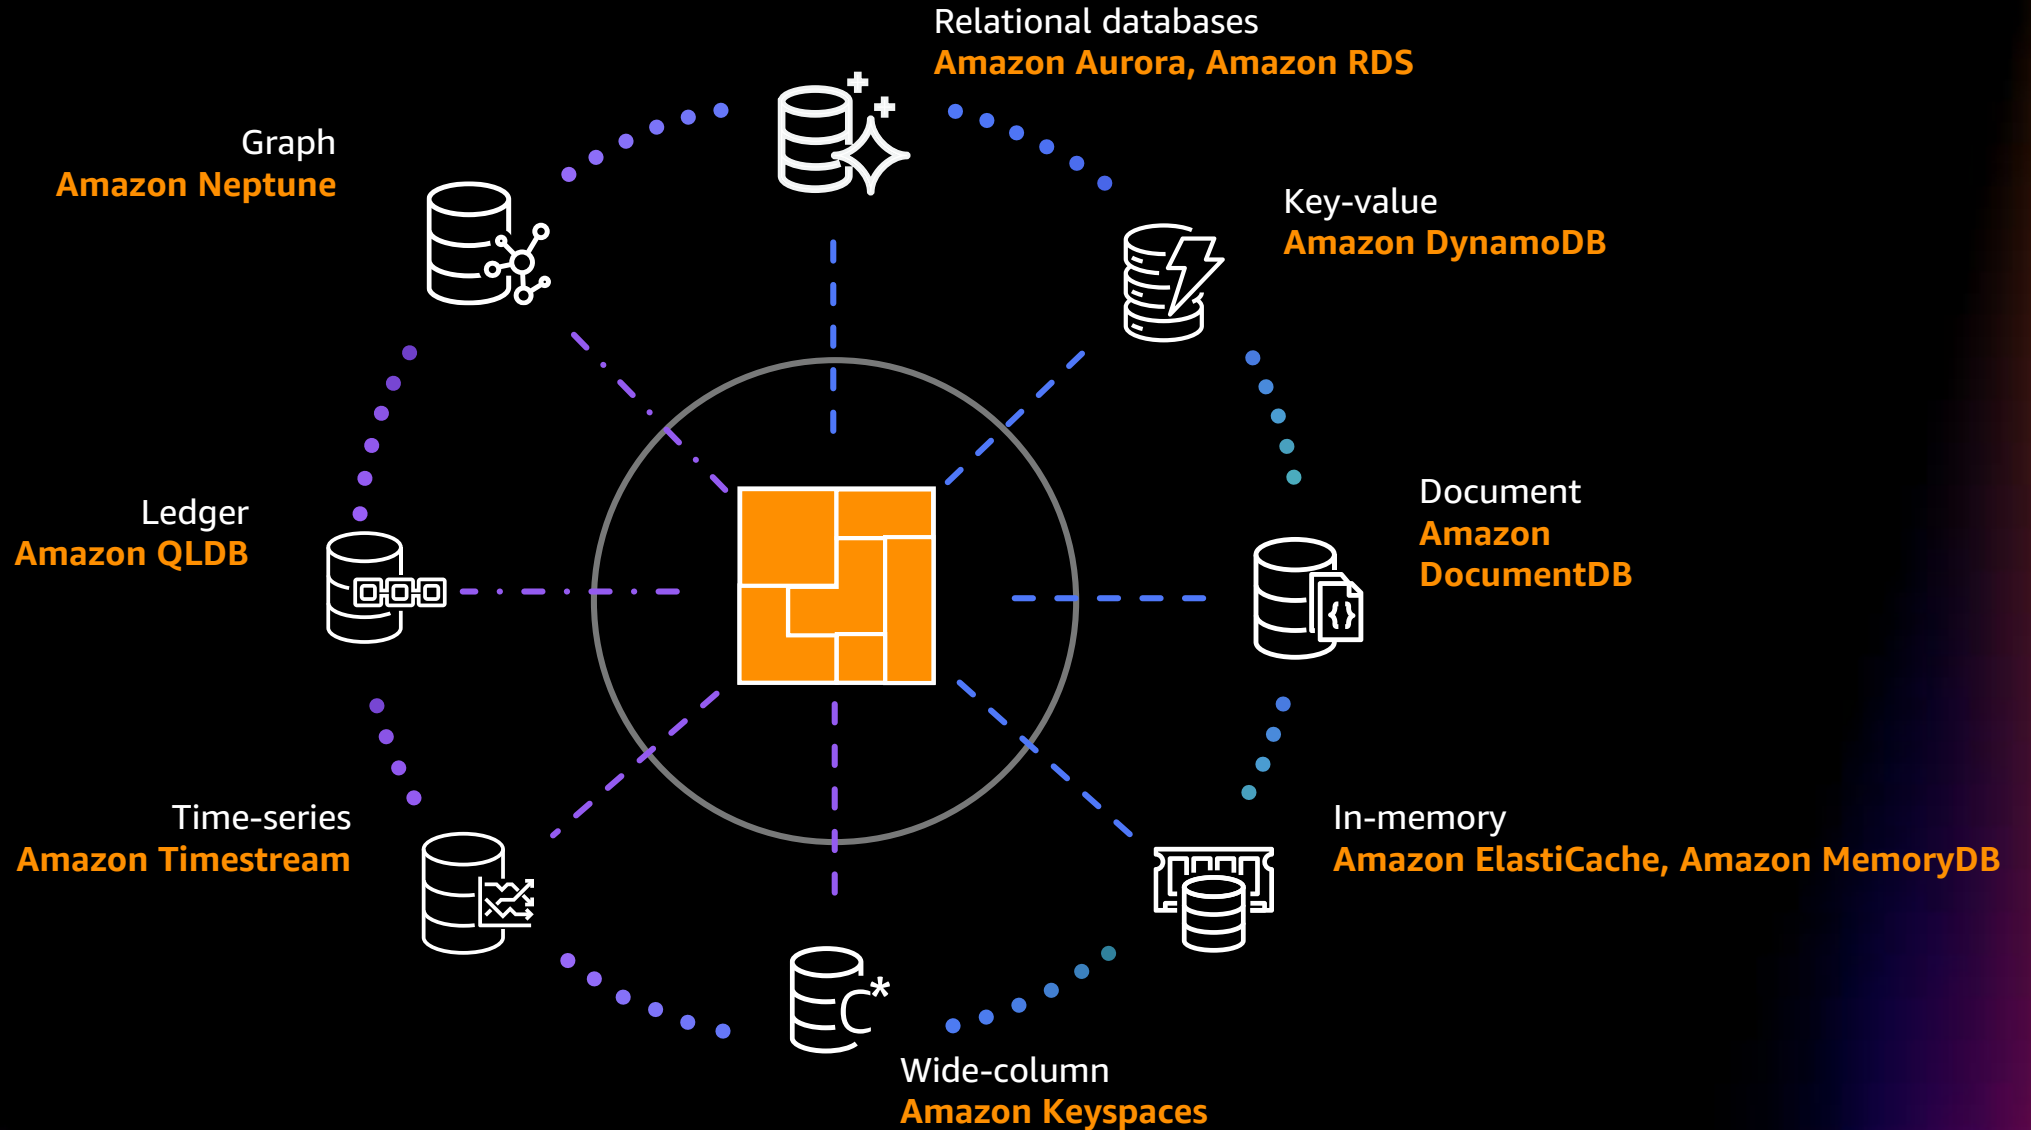 Relational databases
Amazon Aurora, Amazon RDS
Graph
Amazon Neptune
Key-value
Amazon DynamoDB
Document
Amazon
DocumentDB
Ledger
Amazon QLDB
{}
Time-series
Amazon Timestream
In-memory
Amazon ElastiCache, Amazon MemoryDB
C*
Wide-column
Amazon Keyspaces